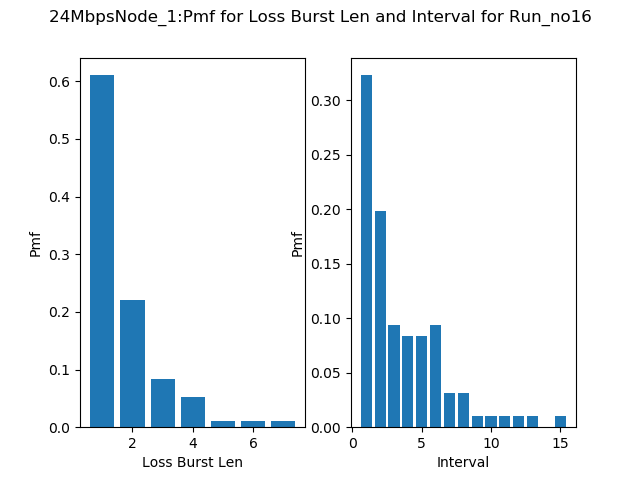 24MbpsNode_1:Pmf for Loss Burst Len and Interval for Run_no16
0.6
0.5
0.4
0.3
0.2
0.1
0.0
Pmf
2 4 6
Loss Burst Len
0.30
0.25
0.20
0.15
0.10
0.05
0.00
Pmf
0 5 10 15
Interval